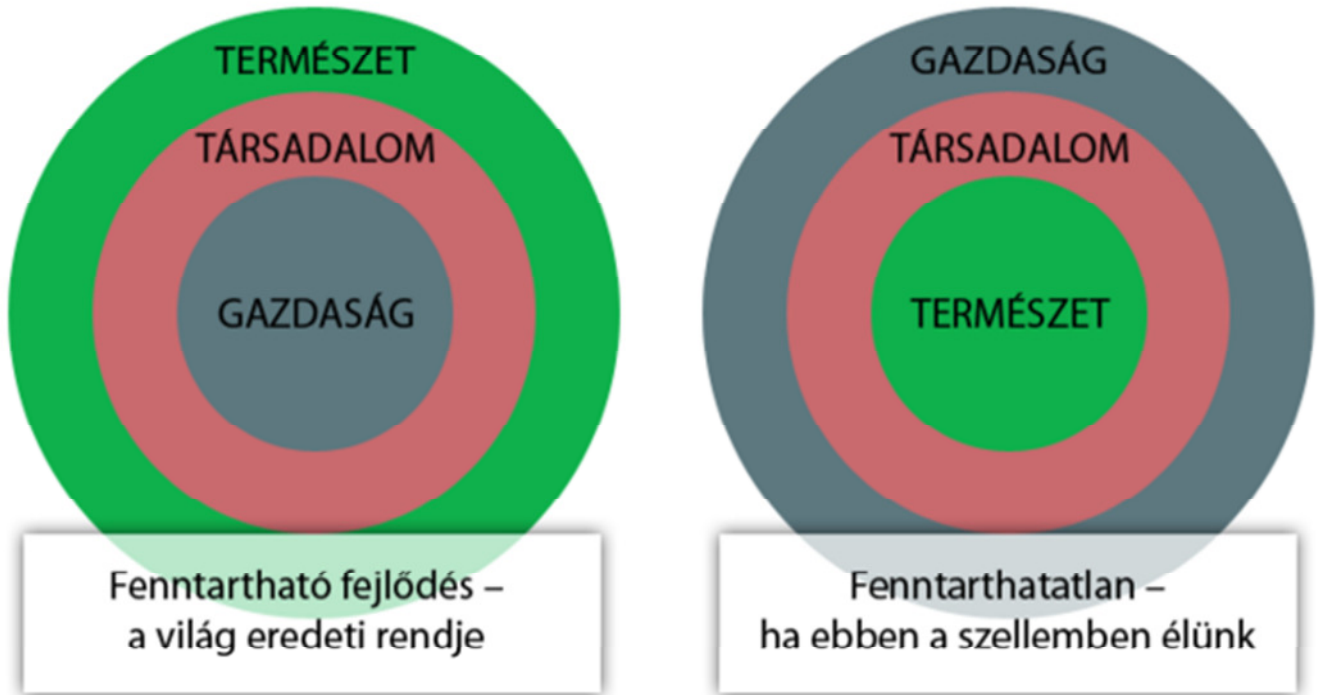 TERMÉSZET
TÁRSADALOM
GAZDASÁG
Fenntartható fejlődés –
a világ eredeti rendje
GAZDASÁG
TÁRSADALOM
TERMÉSZET
Fenntarthatatlan –
ha ebben a szellemben élünk